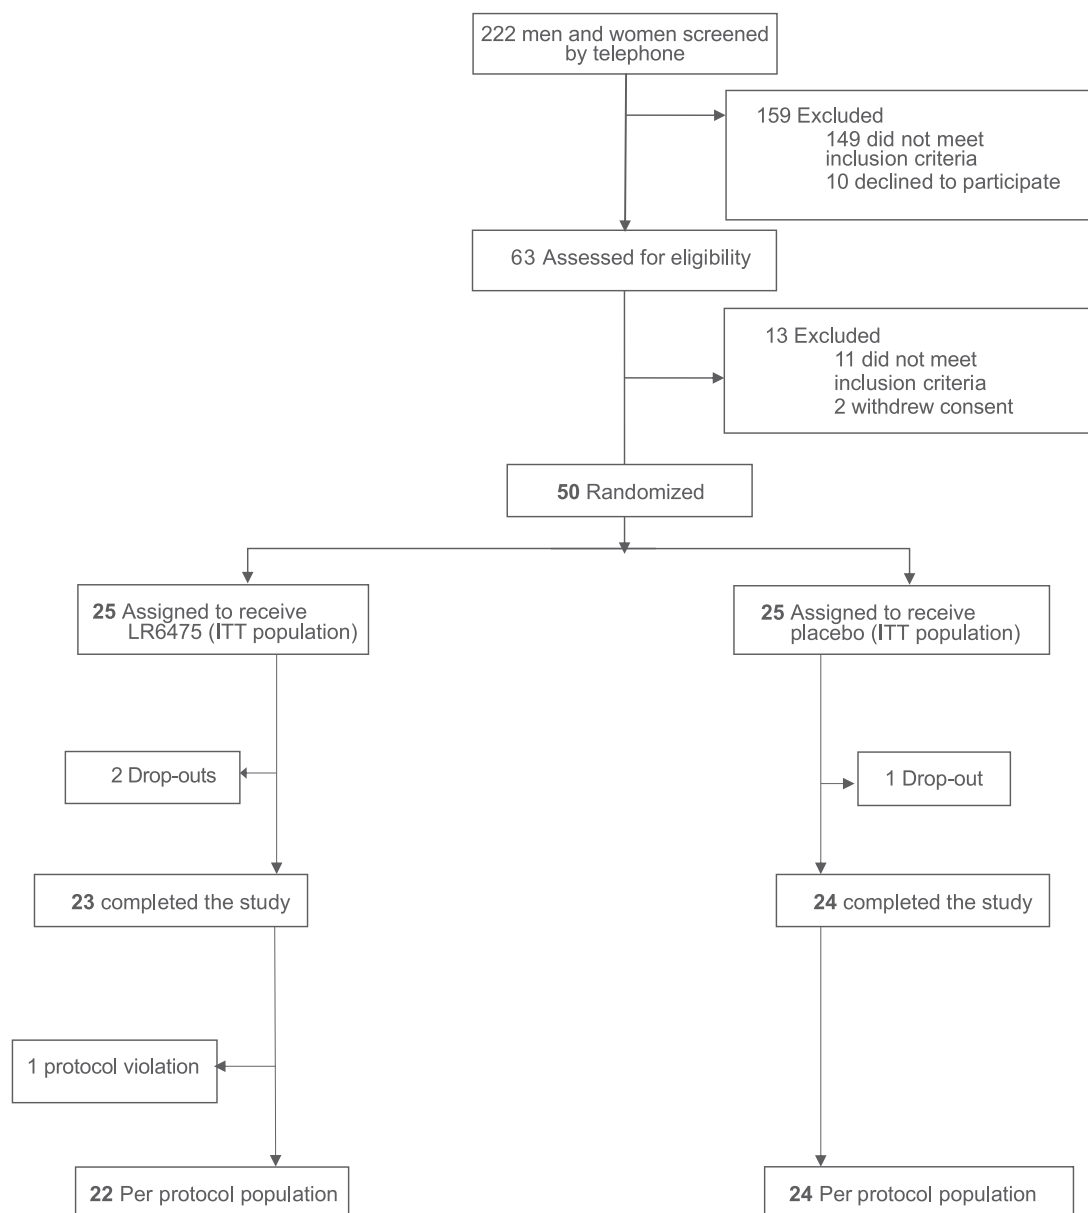 222 men and women screened
by telephone
159 Excluded
149 did not meet
inclusion criteria
10 declined to participate
63 Assessed for eligibility
13 Excluded
11 did not meet
inclusion criteria
2 withdrew consent
50 Randomized
25 Assigned to receive
LR6475 (ITT population)
25 Assigned to receive
placebo (ITT population)
2 Drop-outs
1 Drop-out
23 completed the study
24 completed the study
1 protocol violation
22 Per protocol population
24 Per protocol population